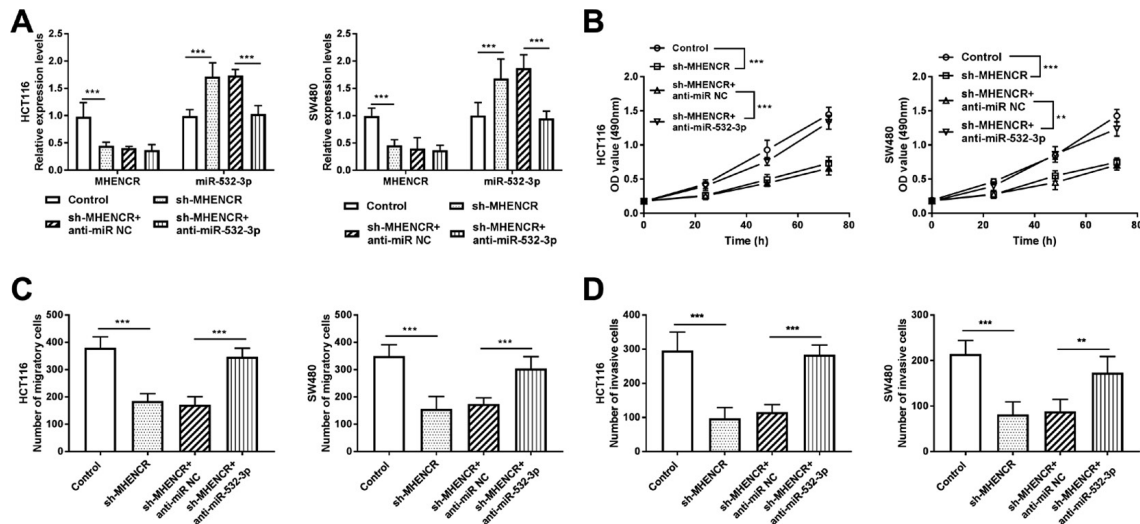 A
HCT116
Relative expression levels
2.0
1.5
1.0
0.5
0.0
***
***
***
MHENCR
miR-532-3p
Control
sh-MHENCR
sh-MHENCR+
anti-miR NC
sh-MHENCR+
anti-miR-532-3p
SW480
Relative expression levels
2.5
2.0
1.5
1.0
0.5
0.0
***
***
***
MHENCR
miR-532-3p
Control
sh-MHENCR
sh-MHENCR+
anti-miR NC
sh-MHENCR+
anti-miR-532-3p
B
Control
sh-MHENCR
sh-MHENCR+
anti-miR NC
sh-MHENCR+
anti-miR-532-3p
***
***
HCT116
OD value (490nm)
2.0
1.5
1.0
0.5
0.0
0
20
40
60
80
Time (h)
Control
sh-MHENCR
sh-MHENCR+
anti-miR NC
sh-MHENCR+
anti-miR-532-3p
***
**
SW480
OD value (490nm)
2.0
1.5
1.0
0.5
0.0
0
20
40
60
80
Time (h)
C
HCT116
Number of migratory cells
500
400
300
200
100
0
***
***
Control
sh-MHENCR
sh-MHENCR+
anti-miR NC
sh-MHENCR+
anti-miR-532-3p
SW480
Number of migratory cells
500
400
300
200
100
0
***
***
Control
sh-MHENCR
sh-MHENCR+
anti-miR NC
sh-MHENCR+
anti-miR-532-3p
D
HCT116
Number of invasive cells
400
300
200
100
0
***
***
Control
sh-MHENCR
sh-MHENCR+
anti-miR NC
sh-MHENCR+
anti-miR-532-3p
SW480
Number of invasive cells
300
200
100
0
***
**
Control
sh-MHENCR
sh-MHENCR+
anti-miR NC
sh-MHENCR+
anti-miR-532-3p